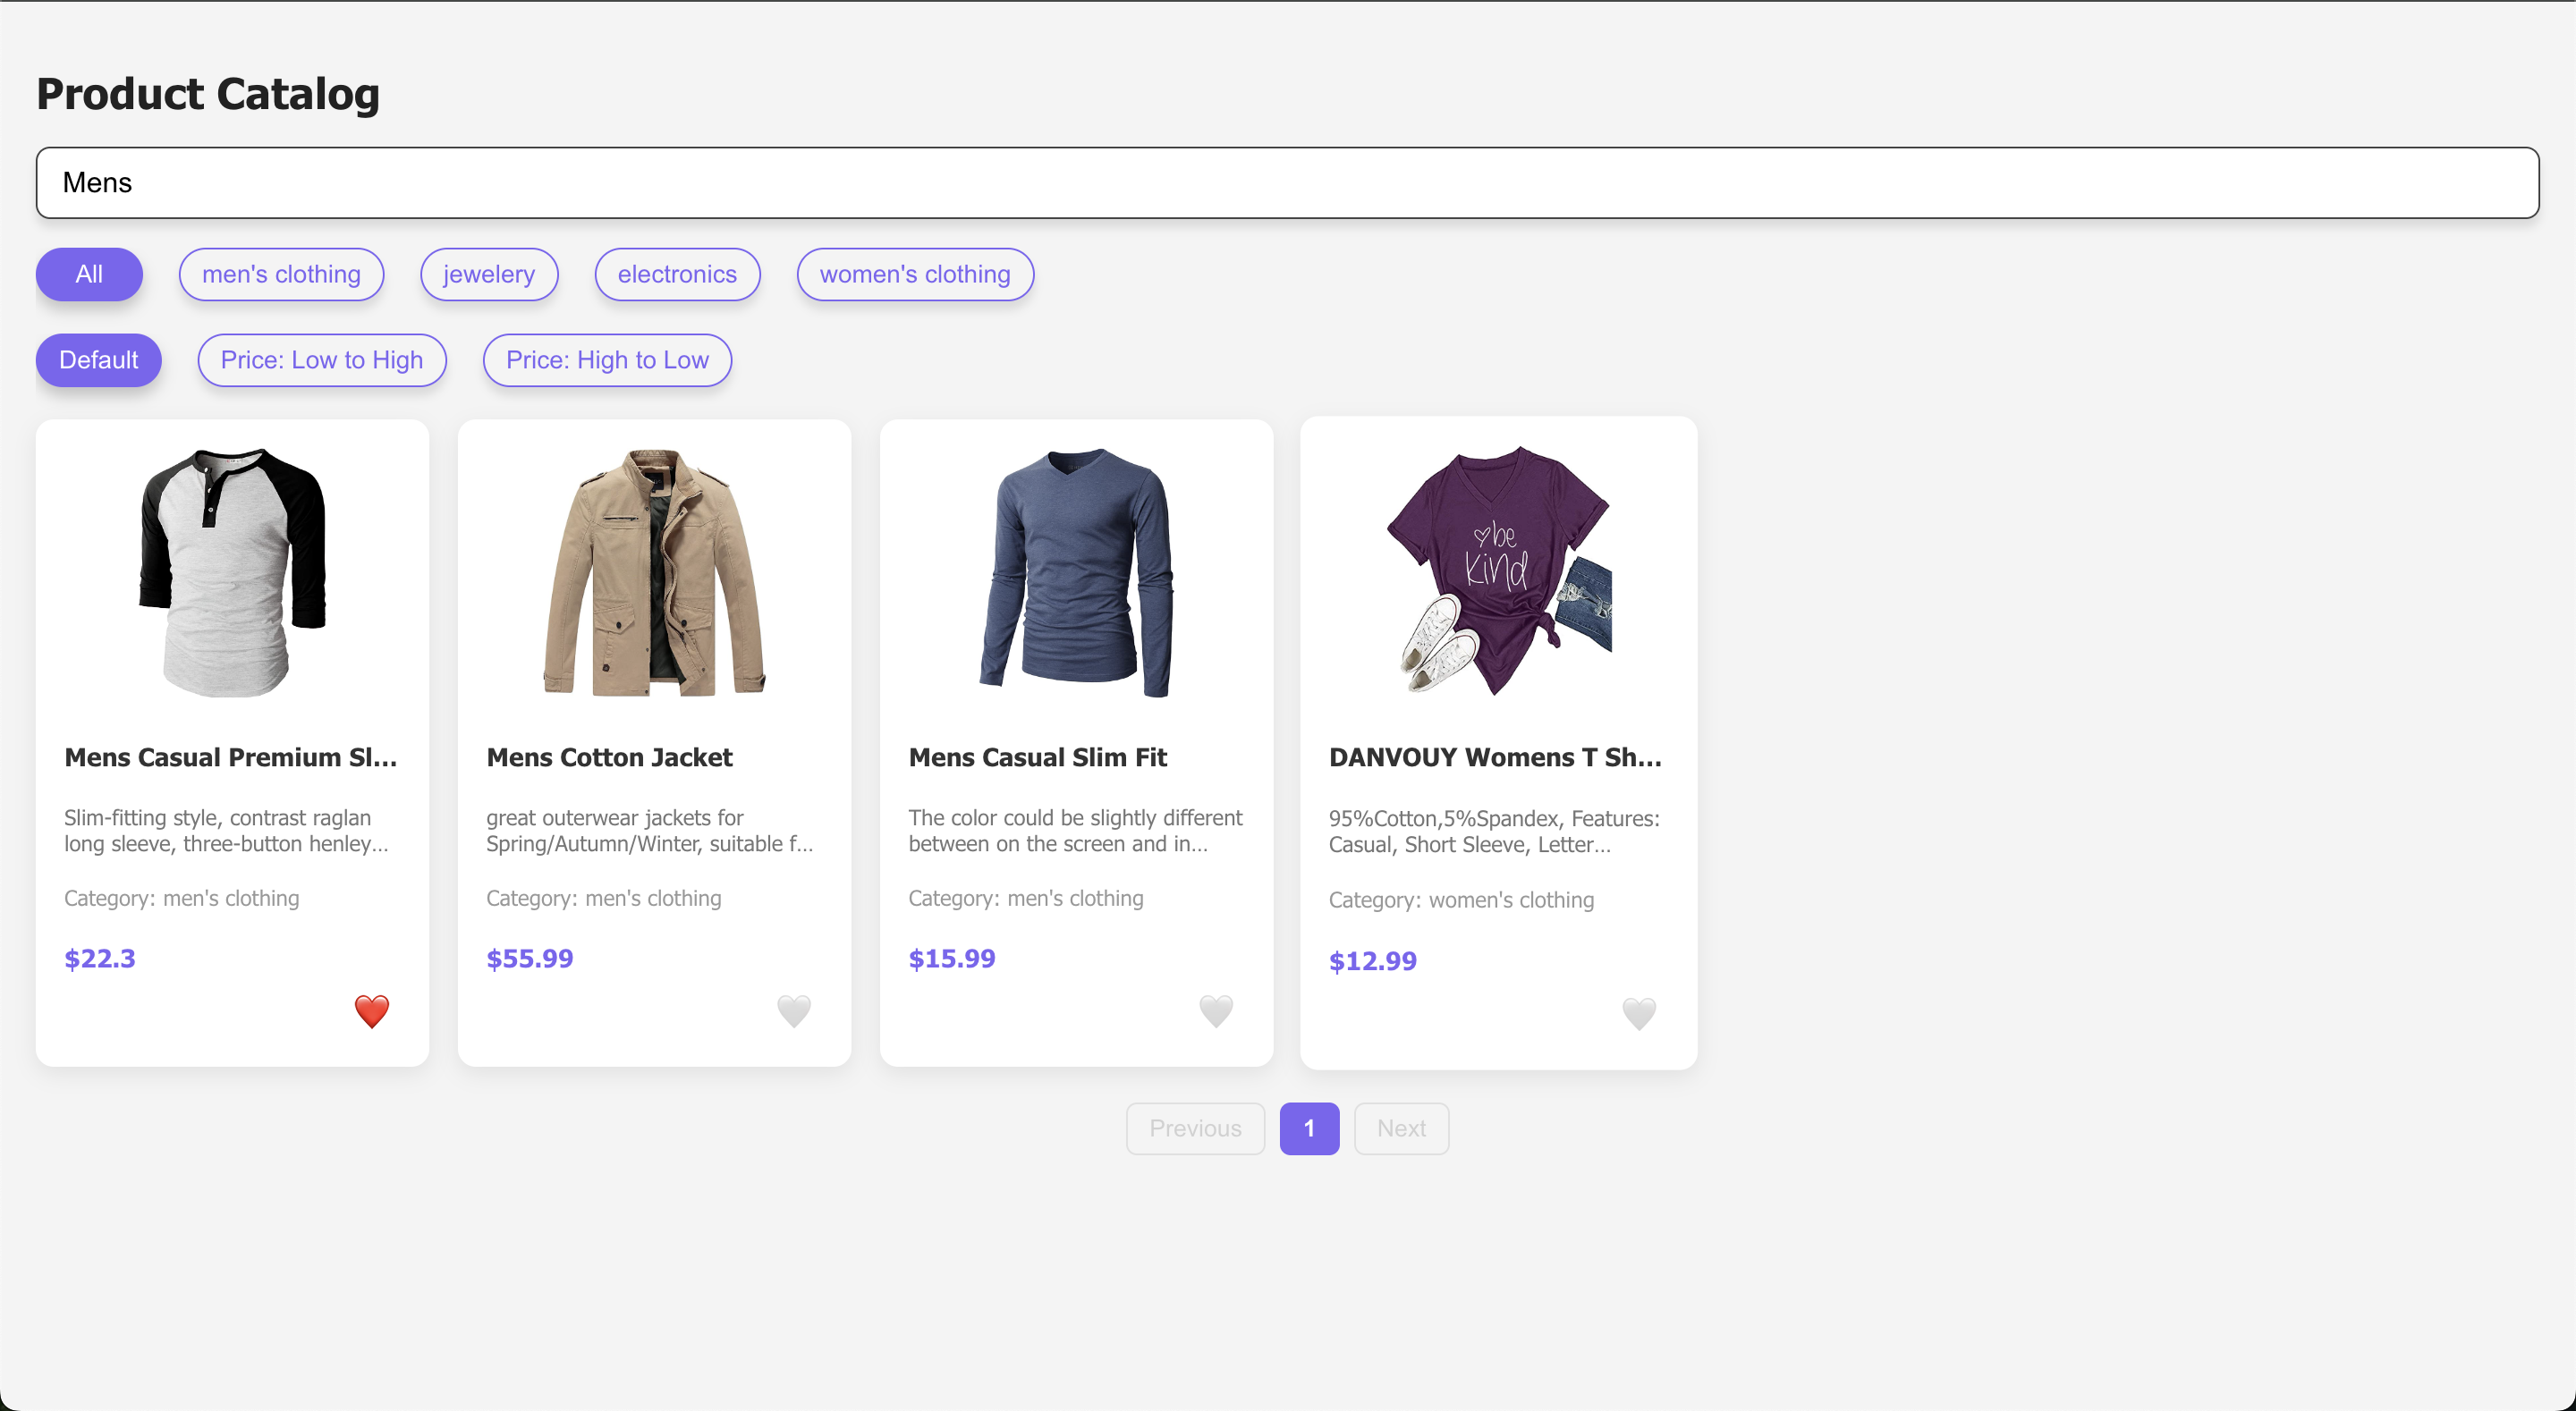 Product Catalog
Mens
All
men's clothing
jewelery
electronics
women's clothing
Default
Price: Low to High
Price: High to Low
be
kind
Mens Casual Premium Sl...
Slim-fitting style, contrast raglan
long sleeve, three-button henley...
Category: men's clothing
$22.3
Mens Cotton Jacket
great outerwear jackets for
Spring/Autumn/Winter, suitable f...
Category: men's clothing
$55.99
Mens Casual Slim Fit
The color could be slightly different
between on the screen and in...
Category: men's clothing
$15.99
DANVOUY Womens T Sh...
95%Cotton,5%Spandex, Features:
Casual, Short Sleeve, Letter...
Category: women's clothing
$12.99
Previous
1
Next